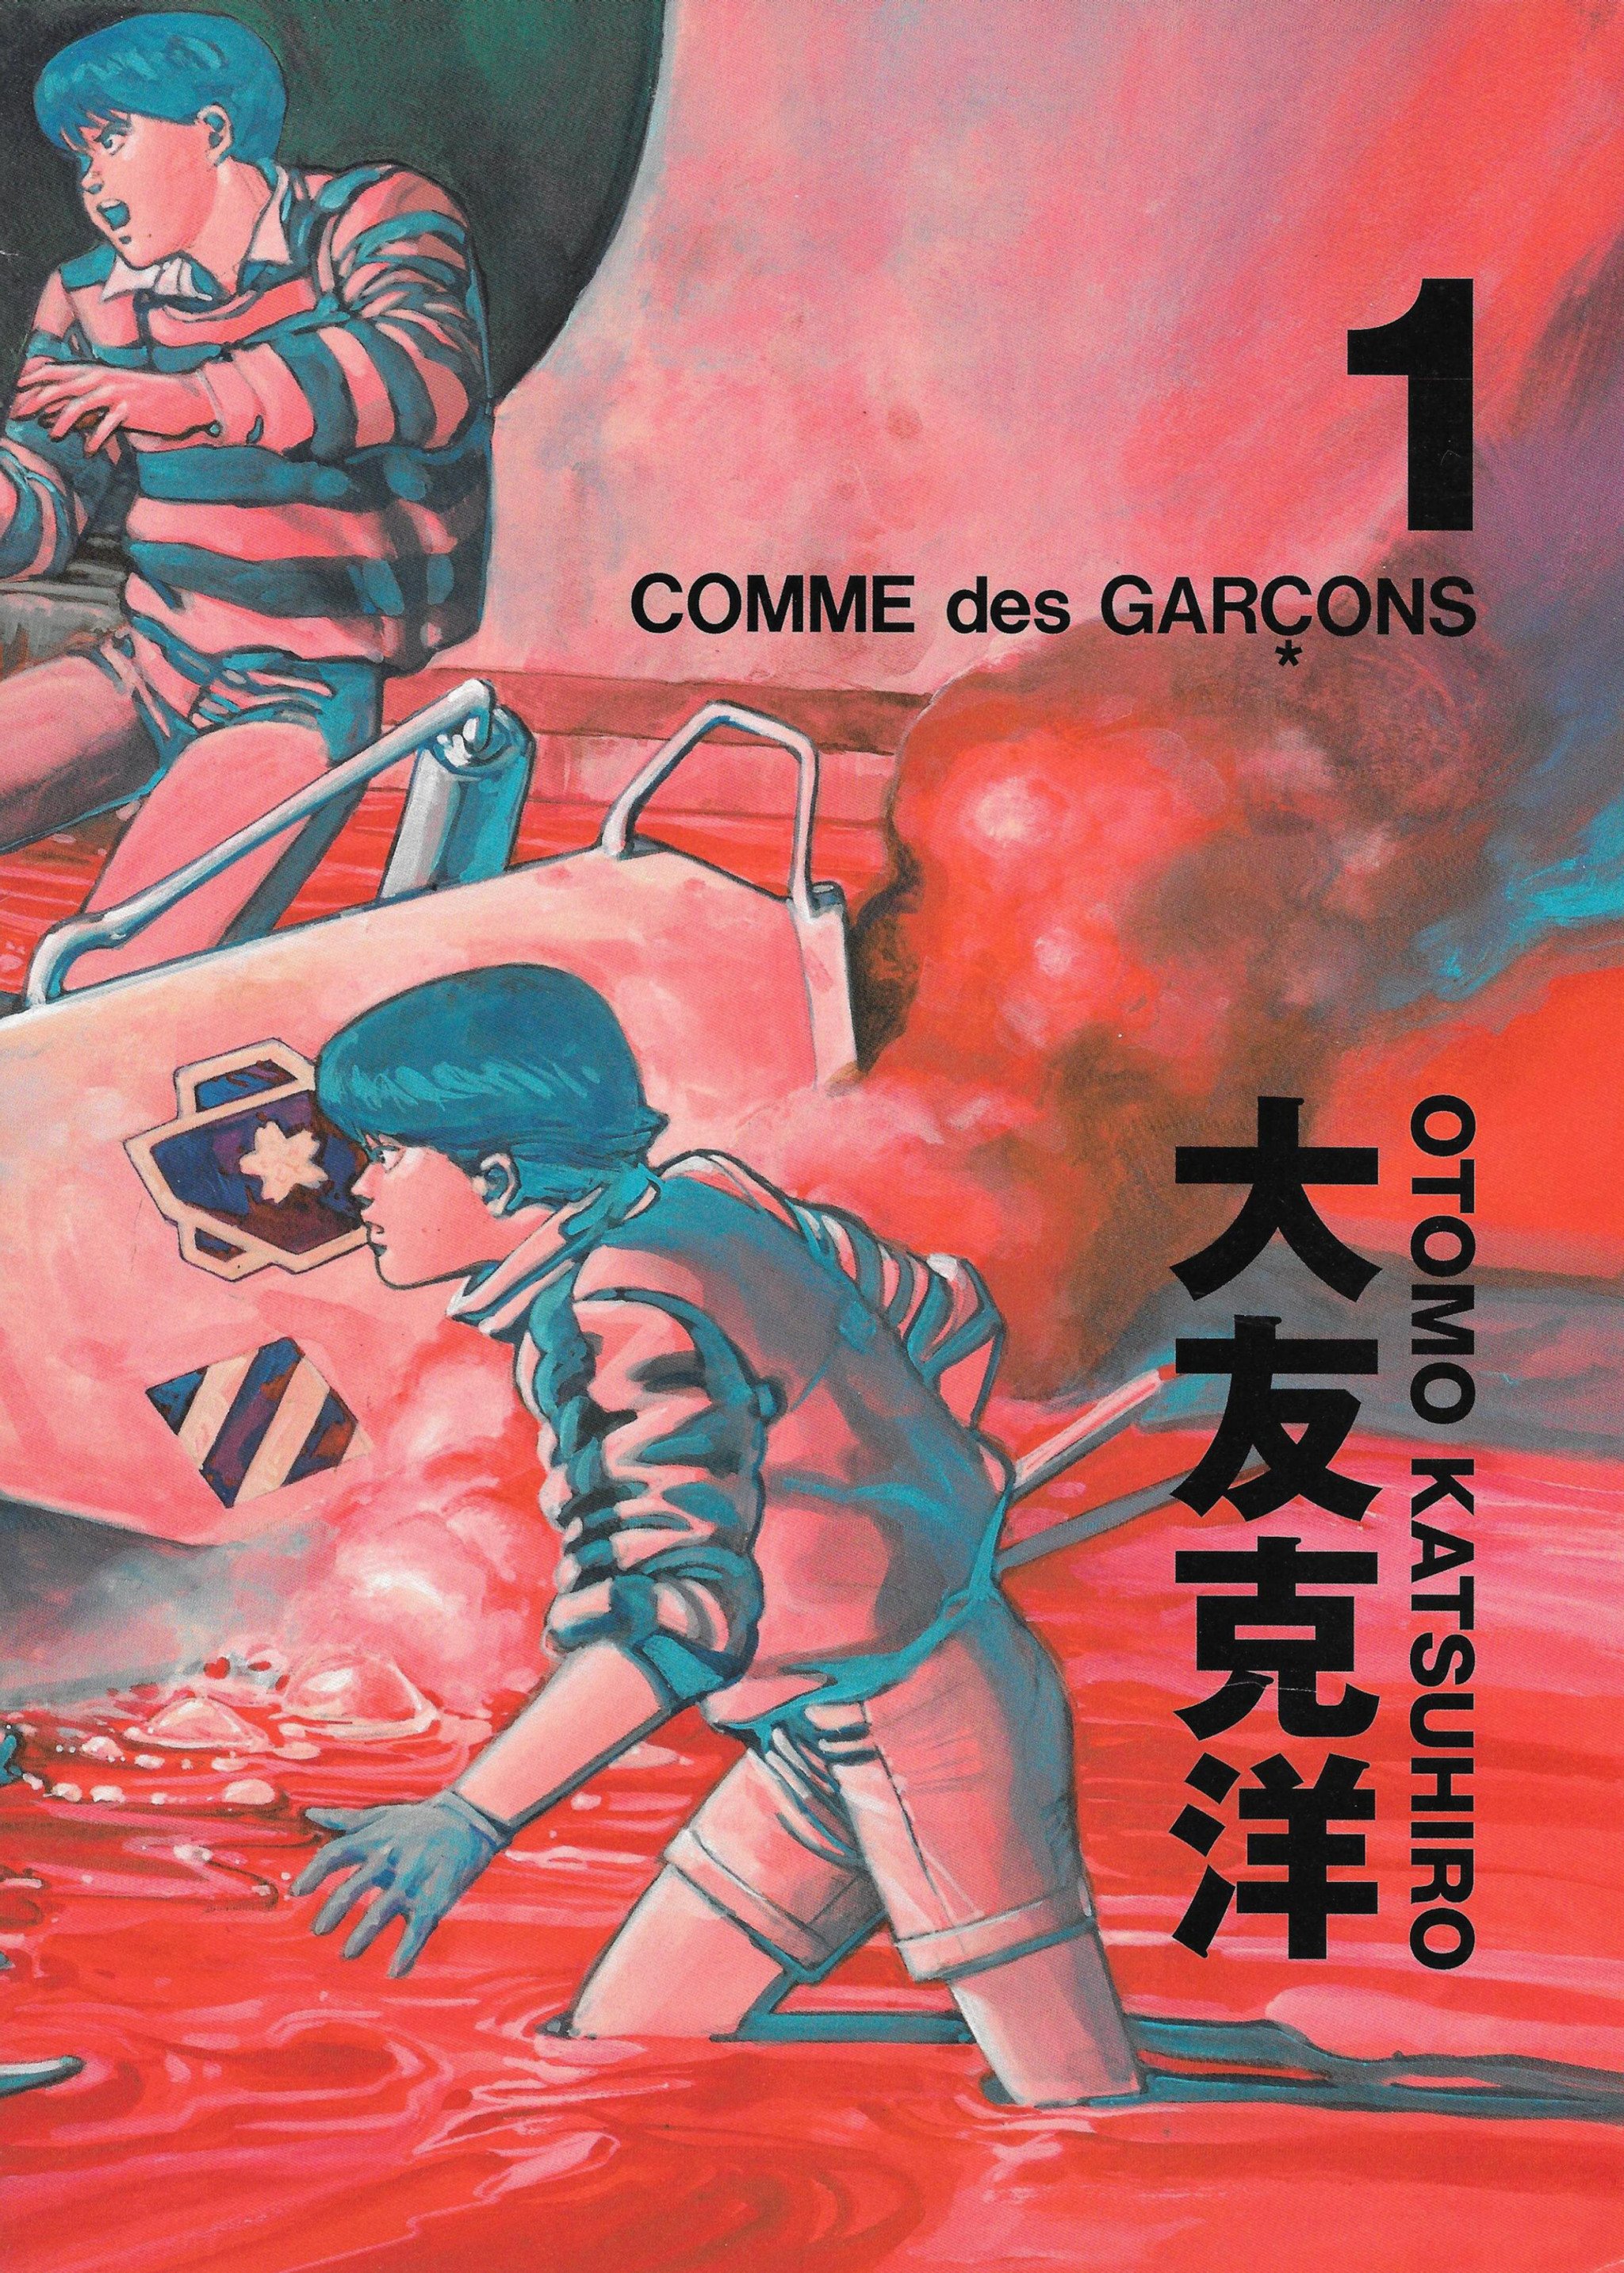 1
COMME des GARÇONS
*
大友克洋
OTOMO KATSUHIRO